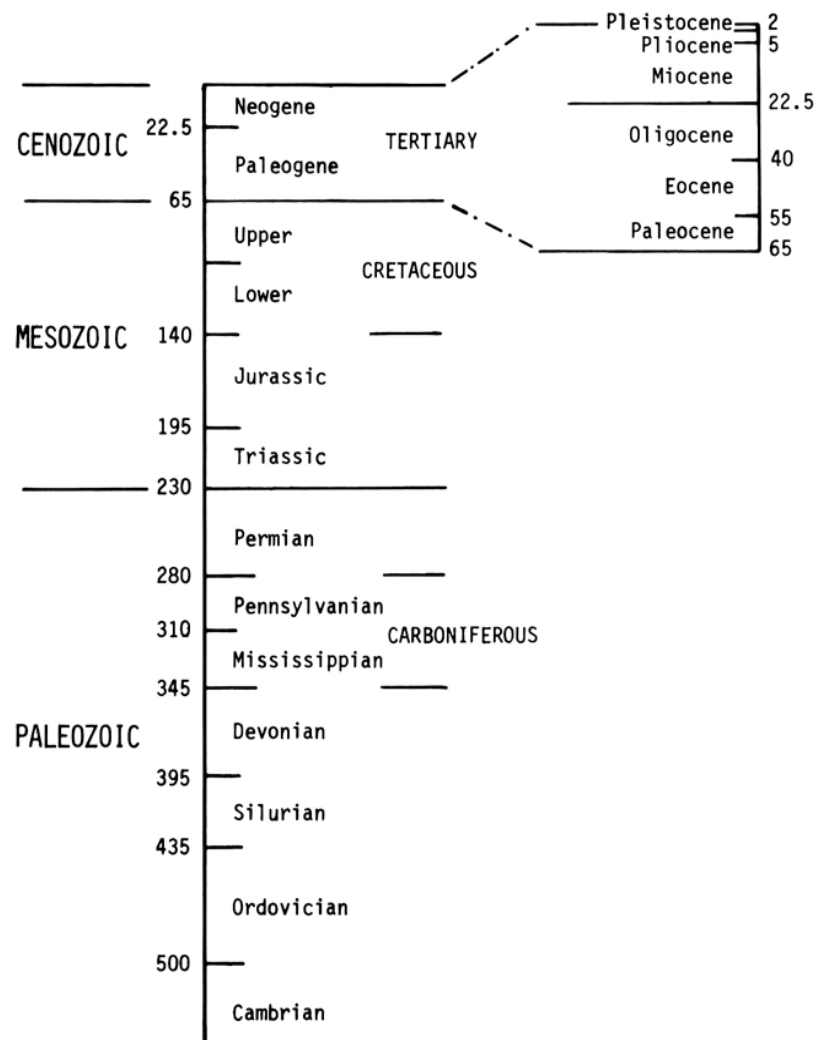 Pleistocene 2
Pliocene 5
Miocene
22.5
Oligocene
40
Eocene
55
Paleocene
65
Neogene
22.5
CENOZOIC
TERTIARY
Paleogene
65
Upper
CRETACEOUS
Lower
MESOZOIC
140
Jurassic
195
Triassic
230
Permian
280
Pennsylvanian
310
CARBONIFEROUS
Mississippian
345
PALEOZOIC
Devonian
395
Silurian
435
Ordovician
500
Cambrian